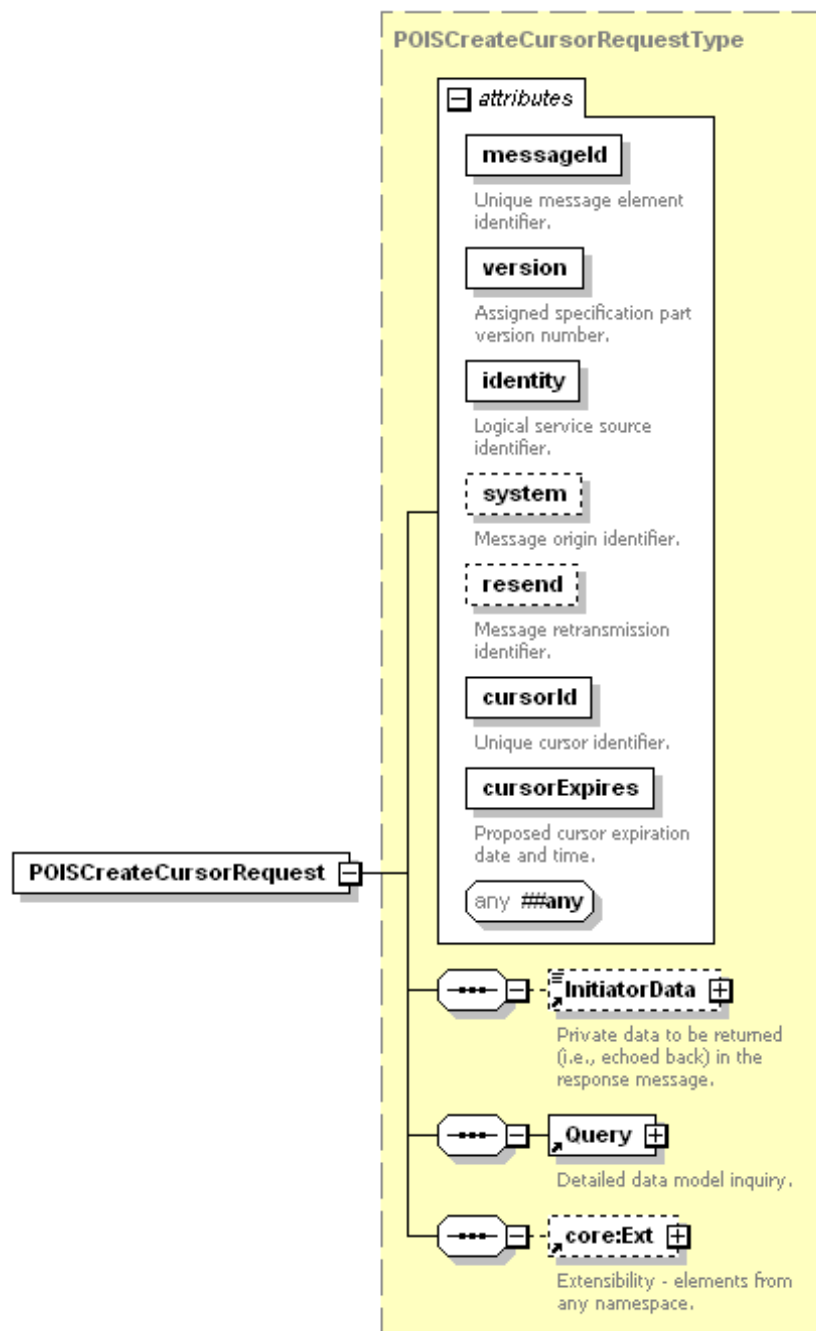 POISCreateCursorRequestType
attributes
messageId
Unique message element
identifier.
version
Assigned specification part
version number.
identity
Logical service source
identifier.
system
Message origin identifier.
resend
Message retransmission
identifier.
cursorId
Unique cursor identifier.
cursorExpires
Proposed cursor expiration
date and time.
any ##any
POISCreateCursorRequest
InitiatorData
Private data to be returned
(i.e., echoed back) in the
response message.
Query
Detailed data model inquiry.
core:Ext
Extensibility - elements from
any namespace.